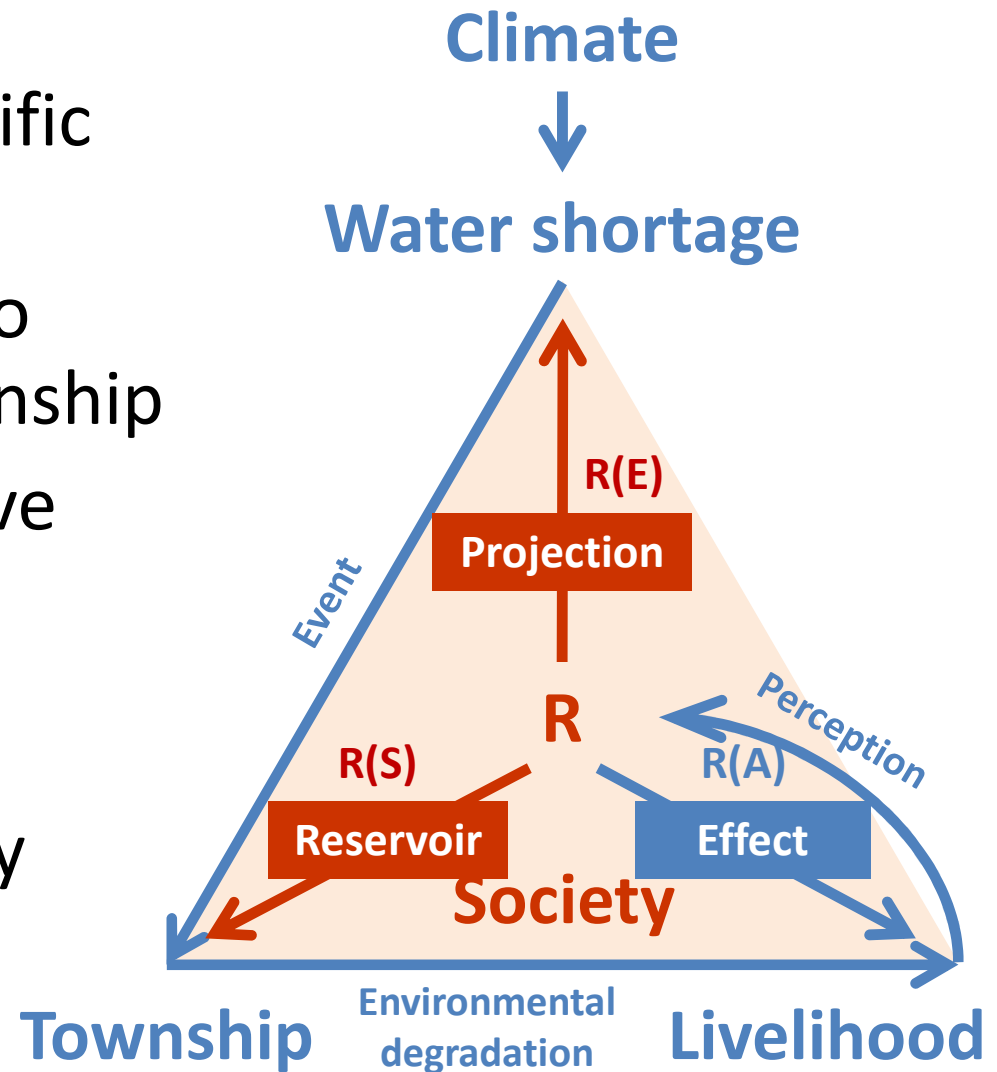 Climate
ific
Water shortage
o
nship
R(E)
ve
Projection
Event
R
Perception
R(S)
R(A)
Reservoir
Effect
y
Society
Environmental
degradation
Township
Livelihood